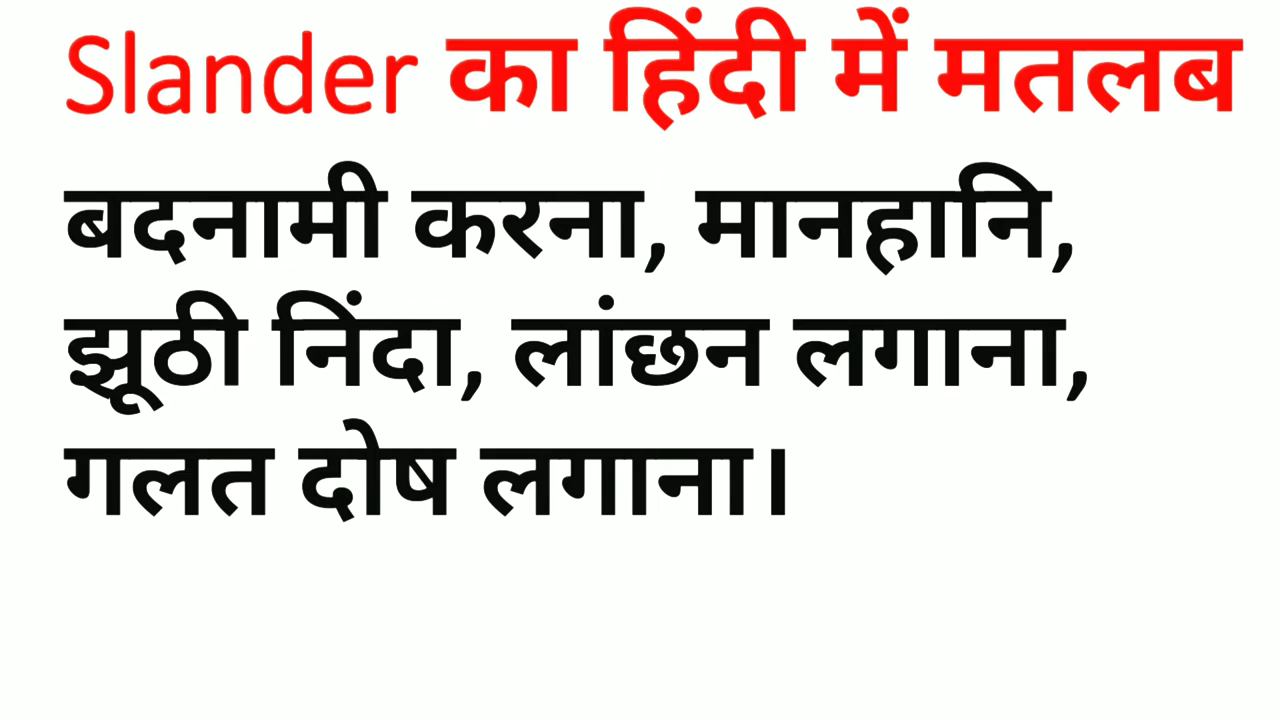 Slander का हिंदी में मतलब
बदनामी करना, मानहानि,
झूठी निंदा, लांछन लगाना,
गलत दोष लगाना।